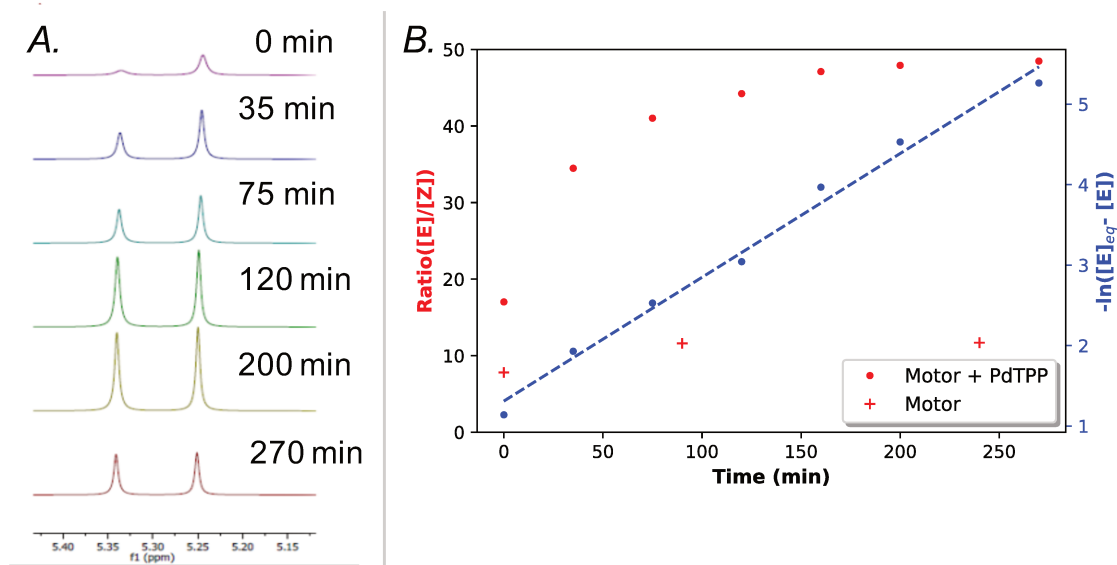 A.
0 min
35 min
75 min
120 min
200 min
270 min
5.40 5.35 5.30 5.25 5.20 5.15
f1 (ppm)
B.
50
40
30
20
10
0
Ratio([E]/[Z])
5
4
3
2
1
-ln([E]eq- [E])
Motor + PdTPP
Motor
0 50 100 150 200 250
Time (min)